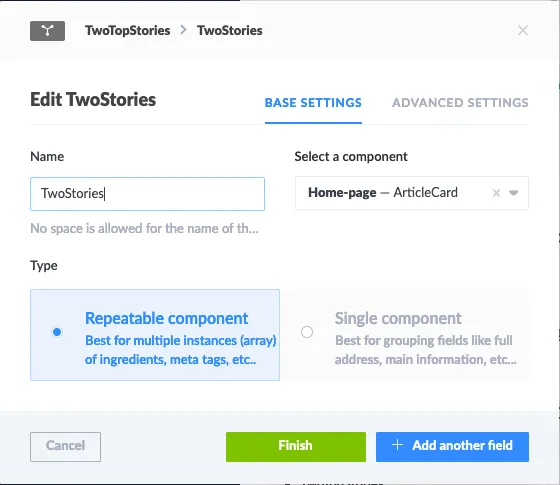 TwoTopStories > TwoStories
Edit TwoStories
BASE SETTINGS
ADVANCED SETTINGS
Name
Select a component
TwoStories
Home-page — ArticleCard
No space is allowed for the name of th...
Type
Repeatable component
Best for multiple instances (array)
of ingredients, meta tags, etc..
Single component
Best for grouping fields like full
address, main information, etc...
Cancel
Finish
+ Add another field